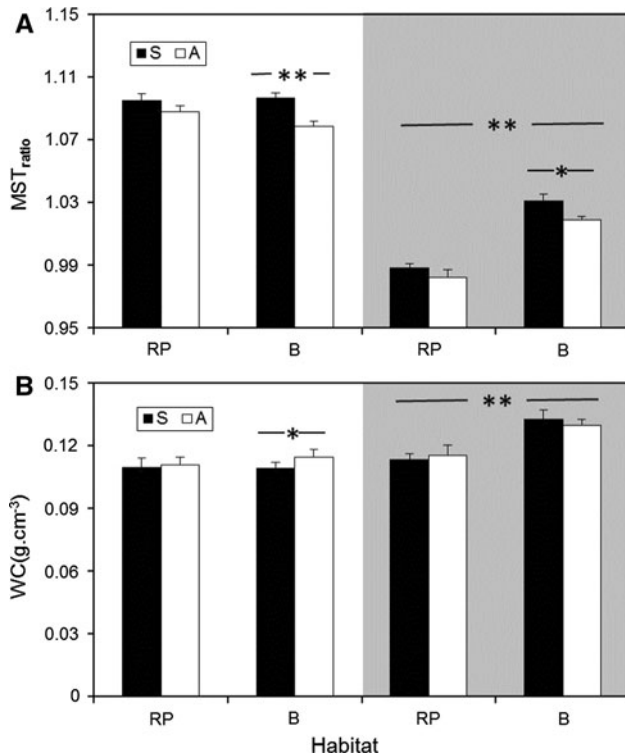 A
1.15
S A
**
1.11
**
1.07
*
1.03
0.99
0.95
RP B RP B
MSTratio
B
0.15
S A
**
*
0.12
0.09
0.06
0.03
0
RP B RP B
WC(g.cm-3)
Habitat